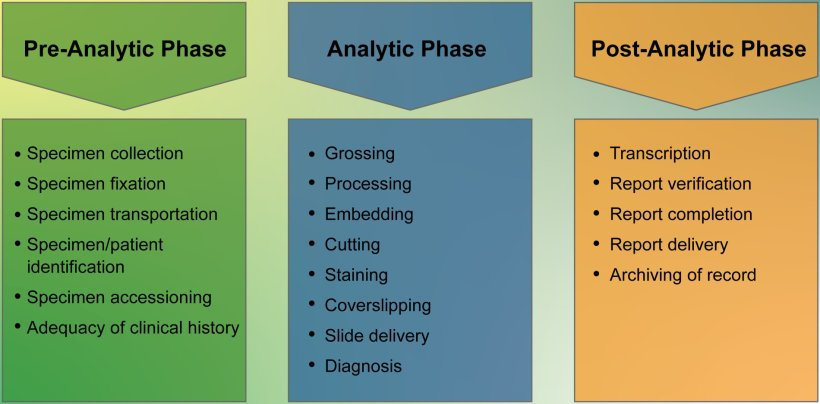 Pre-Analytic Phase
• Specimen collection
• Specimen fixation
• Specimen transportation
• Specimen/patient
identification
• Specimen accessioning
• Adequacy of clinical history
Analytic Phase
• Grossing
• Processing
• Embedding
• Cutting
• Staining
• Coverslipping
• Slide delivery
• Diagnosis
Post-Analytic Phase
• Transcription
• Report verification
• Report completion
• Report delivery
• Archiving of record